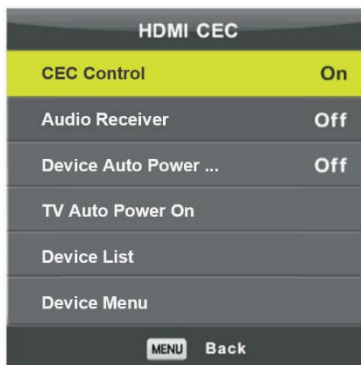 HDMI CEC
CEC Control On
Audio Receiver Off
Device Auto Power ... Off
TV Auto Power On
Device List
Device Menu
MENU Back